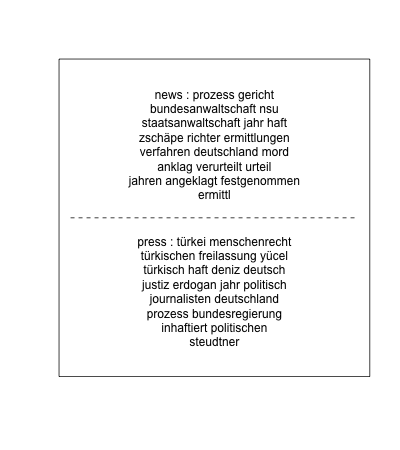 news : prozess gericht
bundesanwaltschaft nsu
staatsanwaltschaft jahr haft
zschäpe richter ermittlungen
verfahren deutschland mord
anklag verurteilt urteil
jahren angeklagt festgenommen
ermittl
press : türkei menschenrecht
türkischen freilassung yücel
türkisch haft deniz deutsch
justiz erdogan jahr politisch
journalisten deutschland
prozess bundesregierung
inhaftiert politischen
steudtner